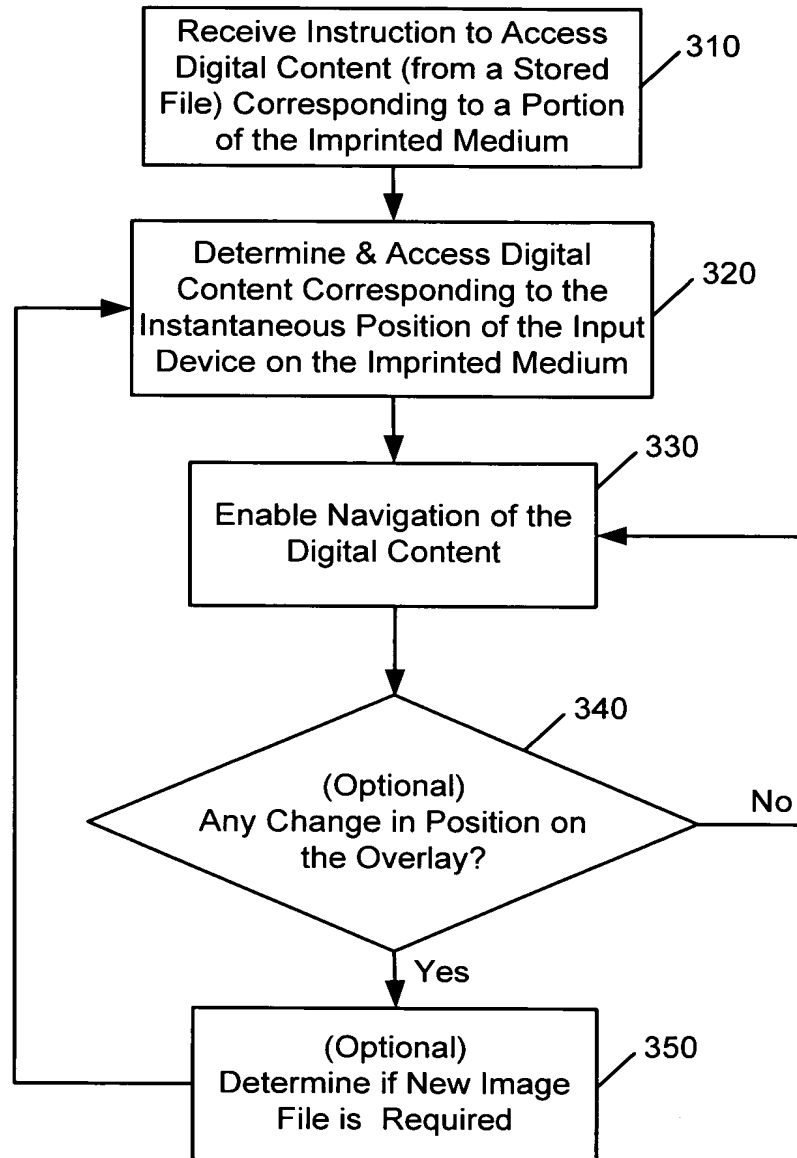 Receive Instruction to Access
Digital Content (from a Stored
File) Corresponding to a Portion
of the Imprinted Medium
310
Determine & Access Digital
Content Corresponding to the
Instantaneous Position of the Input
Device on the Imprinted Medium
320
330
Enable Navigation of the
Digital Content
340
(Optional)
Any Change in Position on
the Overlay?
No
Yes
(Optional)
Determine if New Image
File is Required
350